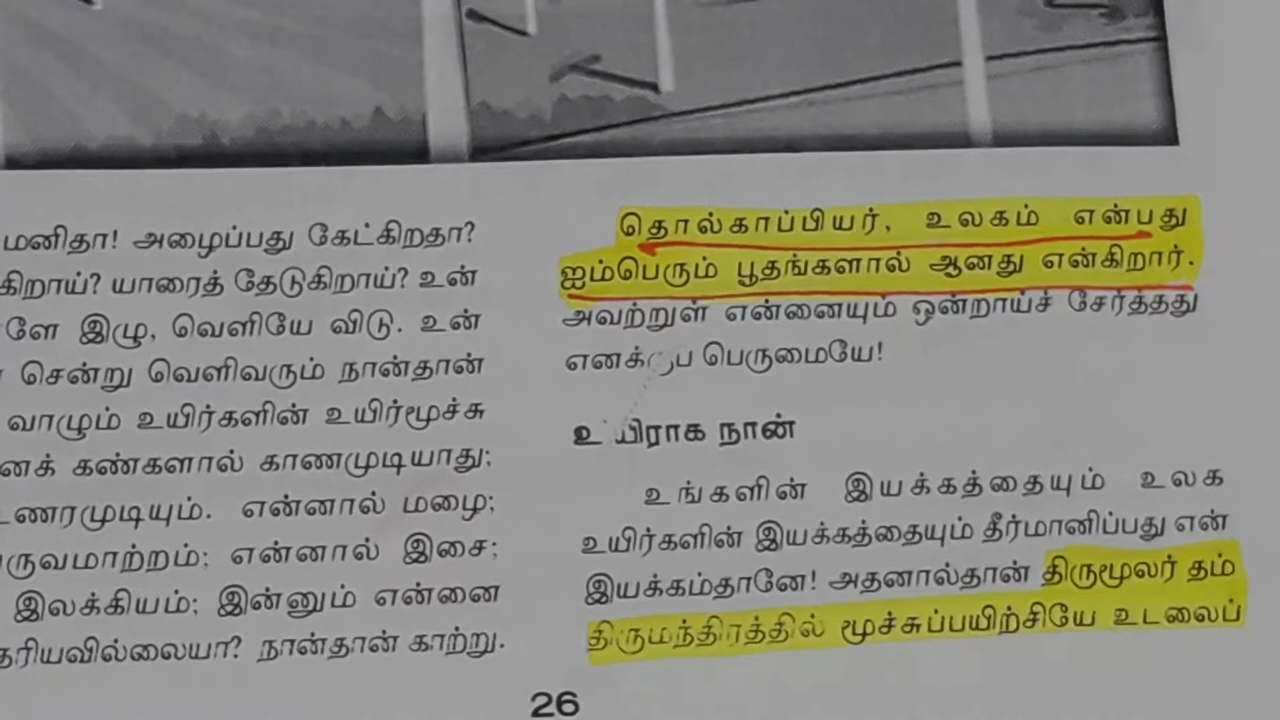 மனிதா! அழைப்பது கேட்கிறதா?
கிறாய்? யாரைத் தேடுகிறாய்? உன்
ளே இழு, வெளியே விடு. உன்
சென்று வெளிவரும் நான்தான்
வாழும் உயிர்களின் உயிர்மூச்சு
னக் கண்களால் காணமுடியாது;
ணரமுடியும். என்னால் மழை;
ருவமாற்றம்; என்னால் இசை;
இலக்கியம்; இன்னும் என்னை
தரியவில்லையா? நான்தான் காற்று.
தொல்காப்பியர், உலகம் என்பது
ஐம்பெரும் பூதங்களால் ஆனது என்கிறார்.
அவற்றுள் என்னையும் ஒன்றாய்ச் சேர்த்தது
எனக்குப் பெருமையே!
உயிராக நான்
உங்களின் இயக்கத்தையும் உலக
உயிர்களின் இயக்கத்தையும் தீர்மானிப்பது என்
இயக்கம்தானே! அதனால்தான் திருமூலர் தம்
திருமந்திரத்தில் மூச்சுப்பயிற்சியே உடலைப்
26